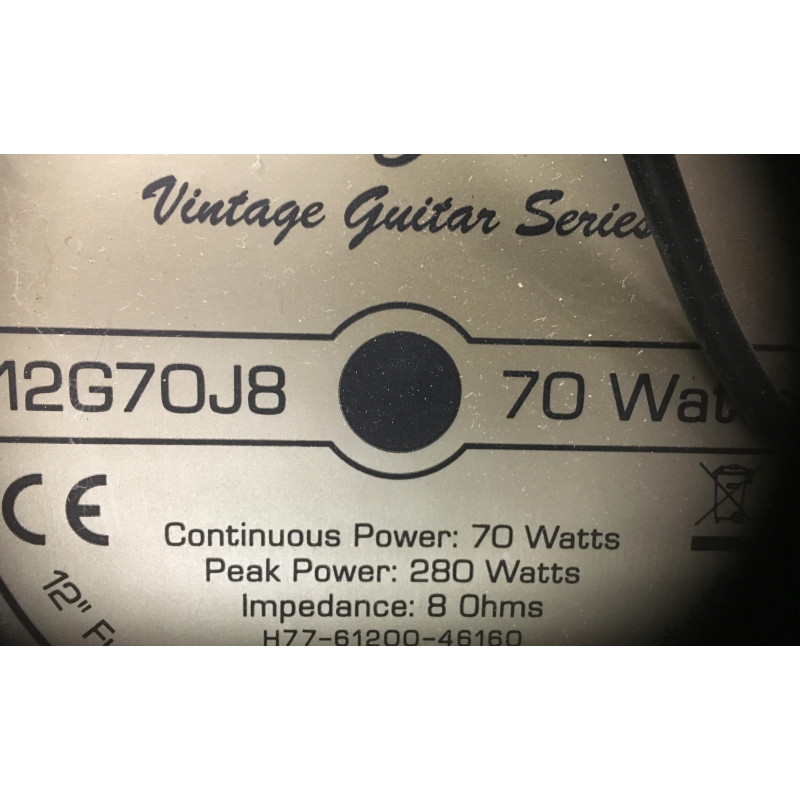 Vintage Guitar Series
12G70J8
70 Wat
CE
Continuous Power: 70 Watts
Peak Power: 280 Watts
Impedance: 8 Ohms
H77-61200-46160
12"